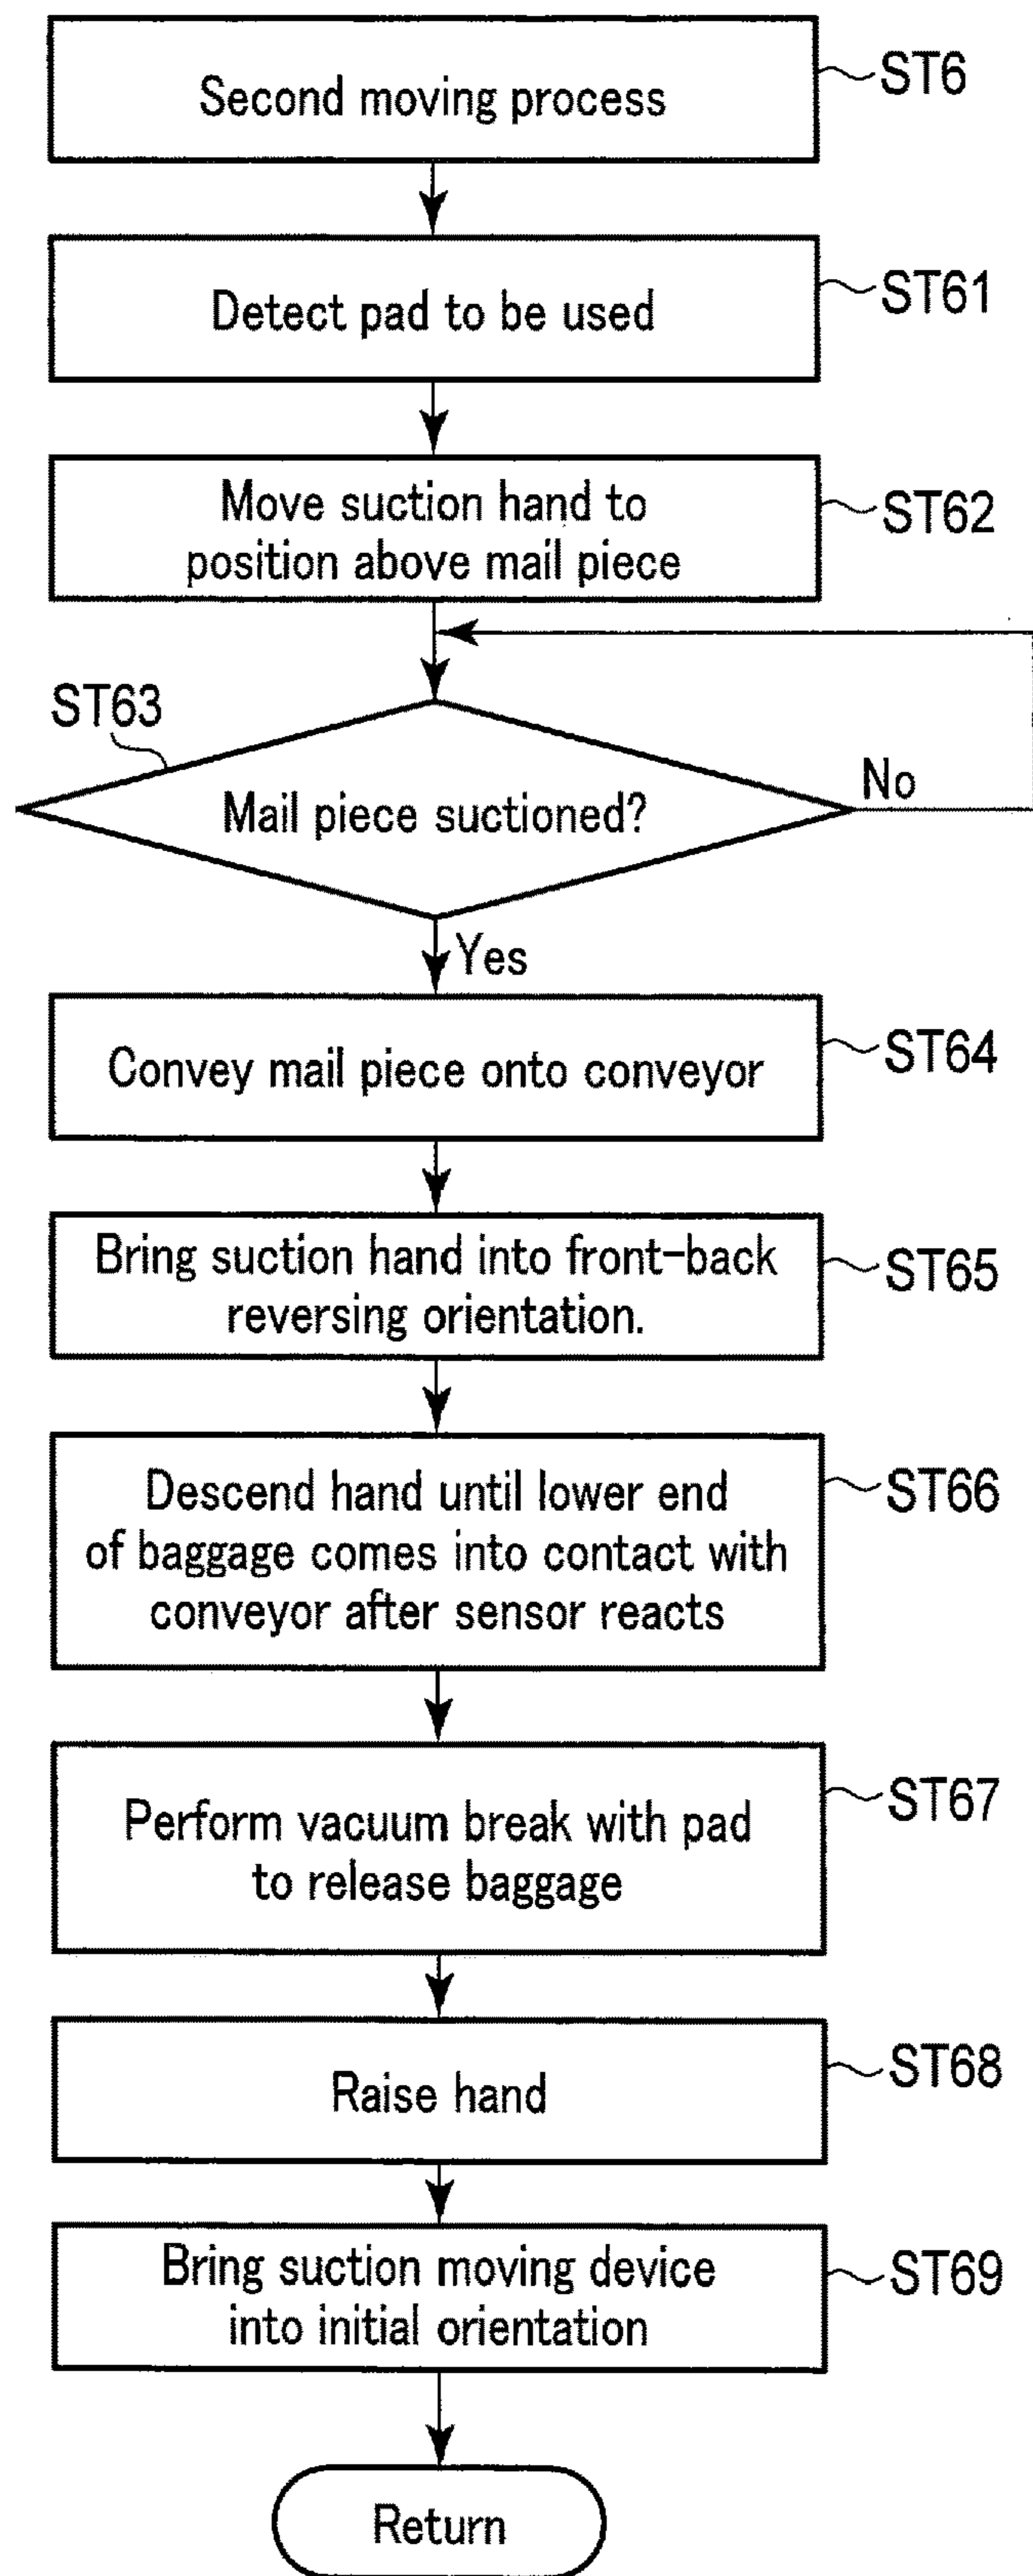 Second moving process
ST6
Detect pad to be used
ST61
Move suction hand to
position above mail piece
ST62
ST63
Mail piece suctioned?
No
Yes
Convey mail piece onto conveyor
ST64
Bring suction hand into front-back
reversing orientation.
ST65
Descend hand until lower end
of baggage comes into contact with
conveyor after sensor reacts
ST66
Perform vacuum break with pad
to release baggage
ST67
Raise hand
ST68
Bring suction moving device
into initial orientation
ST69
Return